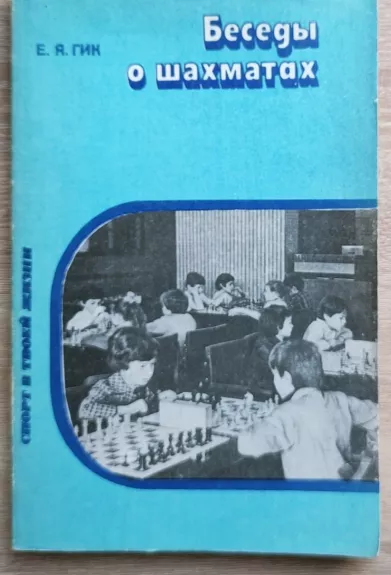 Е. Я. ГИК
Беседы
о шахматах
СПОРТ В ТВОЕЙ ЖИЗНИ